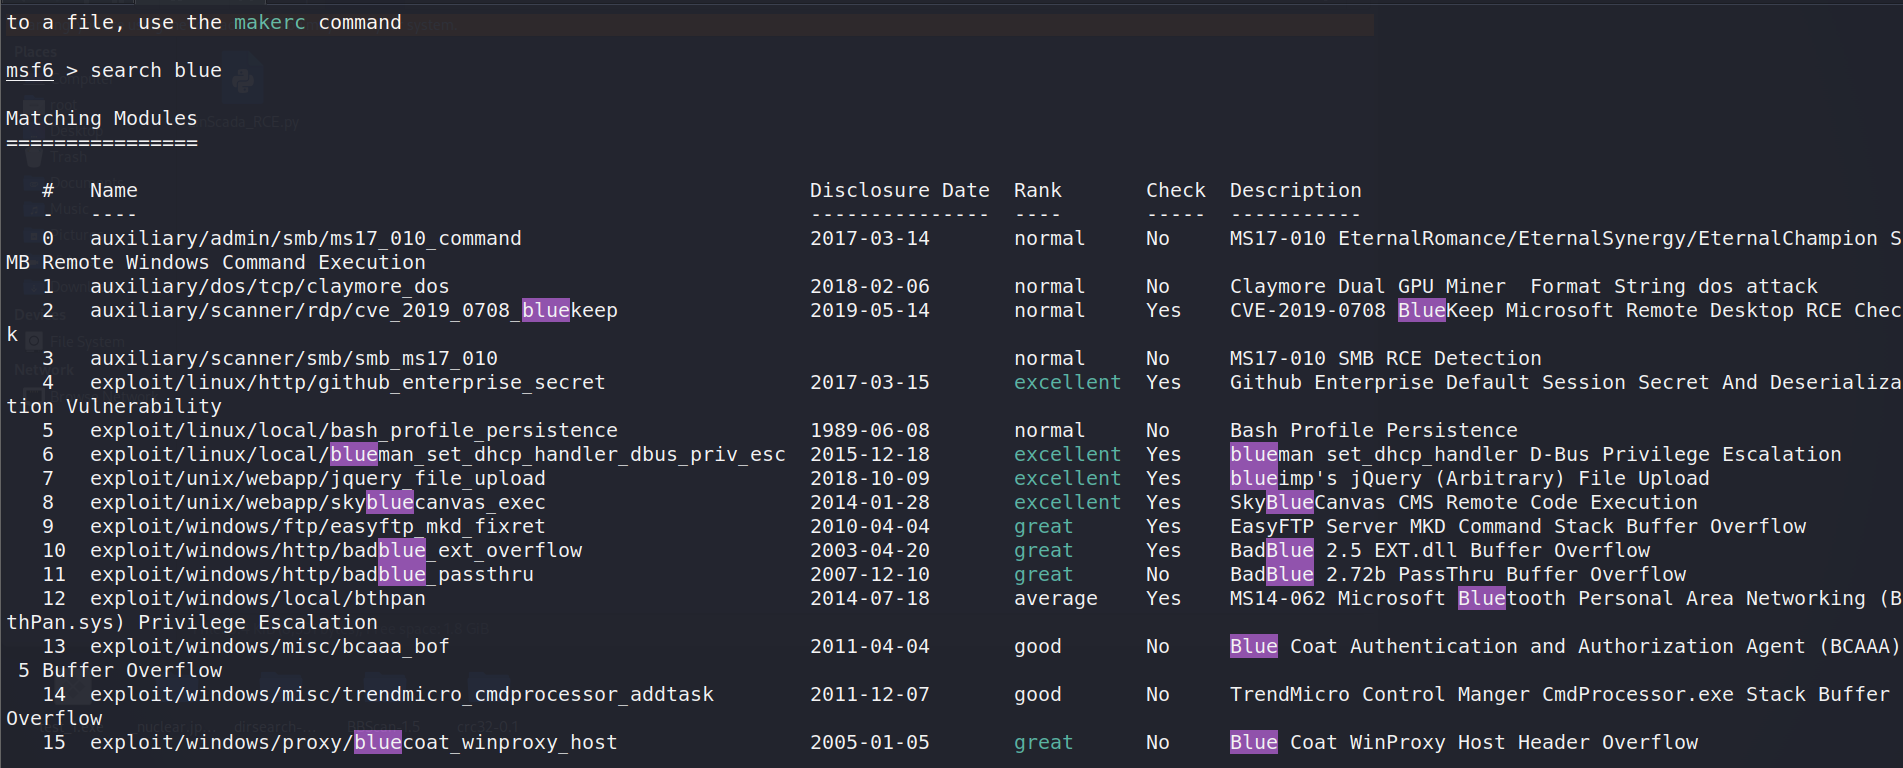 to a file, use the makerc command
msf6 > search blue
Matching Modules
================
# Name Disclosure Date Rank Check Description
- ---- --------------- ---- ----- -----------
0 auxiliary/admin/smb/ms17_010_command 2017-03-14 normal No MS17-010 EternalRomance/EternalSynergy/EternalChampion S
MB Remote Windows Command Execution
1 auxiliary/dos/tcp/claymore_dos 2018-02-06 normal No Claymore Dual GPU Miner  Format String dos attack
2 auxiliary/scanner/rdp/cve_2019_0708_bluekeep 2019-05-14 normal Yes CVE-2019-0708 BlueKeep Microsoft Remote Desktop RCE Chec
k
3 auxiliary/scanner/smb/smb_ms17_010 normal No MS17-010 SMB RCE Detection
4 exploit/linux/http/github_enterprise_secret 2017-03-15 excellent Yes Github Enterprise Default Session Secret And Deserializa
tion Vulnerability
5 exploit/linux/local/bash_profile_persistence 1989-06-08 normal No Bash Profile Persistence
6 exploit/linux/local/blueman_set_dhcp_handler_dbus_priv_esc 2015-12-18 excellent Yes blueman set_dhcp_handler D-Bus Privilege Escalation
7 exploit/unix/webapp/jquery_file_upload 2018-10-09 excellent Yes blueimp's jQuery (Arbitrary) File Upload
8 exploit/unix/webapp/skybluecanvas_exec 2014-01-28 excellent Yes SkyBlueCanvas CMS Remote Code Execution
9 exploit/windows/ftp/easyftp_mkd_fixret 2010-04-04 great Yes EasyFTP Server MKD Command Stack Buffer Overflow
10 exploit/windows/http/badblue_ext_overflow 2003-04-20 great Yes BadBlue 2.5 EXT.dll Buffer Overflow
11 exploit/windows/http/badblue_passthru 2007-12-10 great No BadBlue 2.72b PassThru Buffer Overflow
12 exploit/windows/local/bthpan 2014-07-18 average Yes MS14-062 Microsoft Bluetooth Personal Area Networking (B
thPan.sys) Privilege Escalation
13 exploit/windows/misc/bcaaa_bof 2011-04-04 good No Blue Coat Authentication and Authorization Agent (BCAAA)
5 Buffer Overflow
14 exploit/windows/misc/trendmicro_cmdprocessor_addtask 2011-12-07 good No TrendMicro Control Manger CmdProcessor.exe Stack Buffer
Overflow
15 exploit/windows/proxy/bluecoat_winproxy_host 2005-01-05 great No Blue Coat WinProxy Host Header Overflow